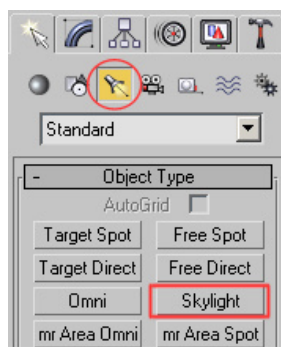 Standard
- Object Type
AutoGrid
Target Spot Free Spot
Target Direct Free Direct
Omni Skylight
mr Area Omni mr Area Spot